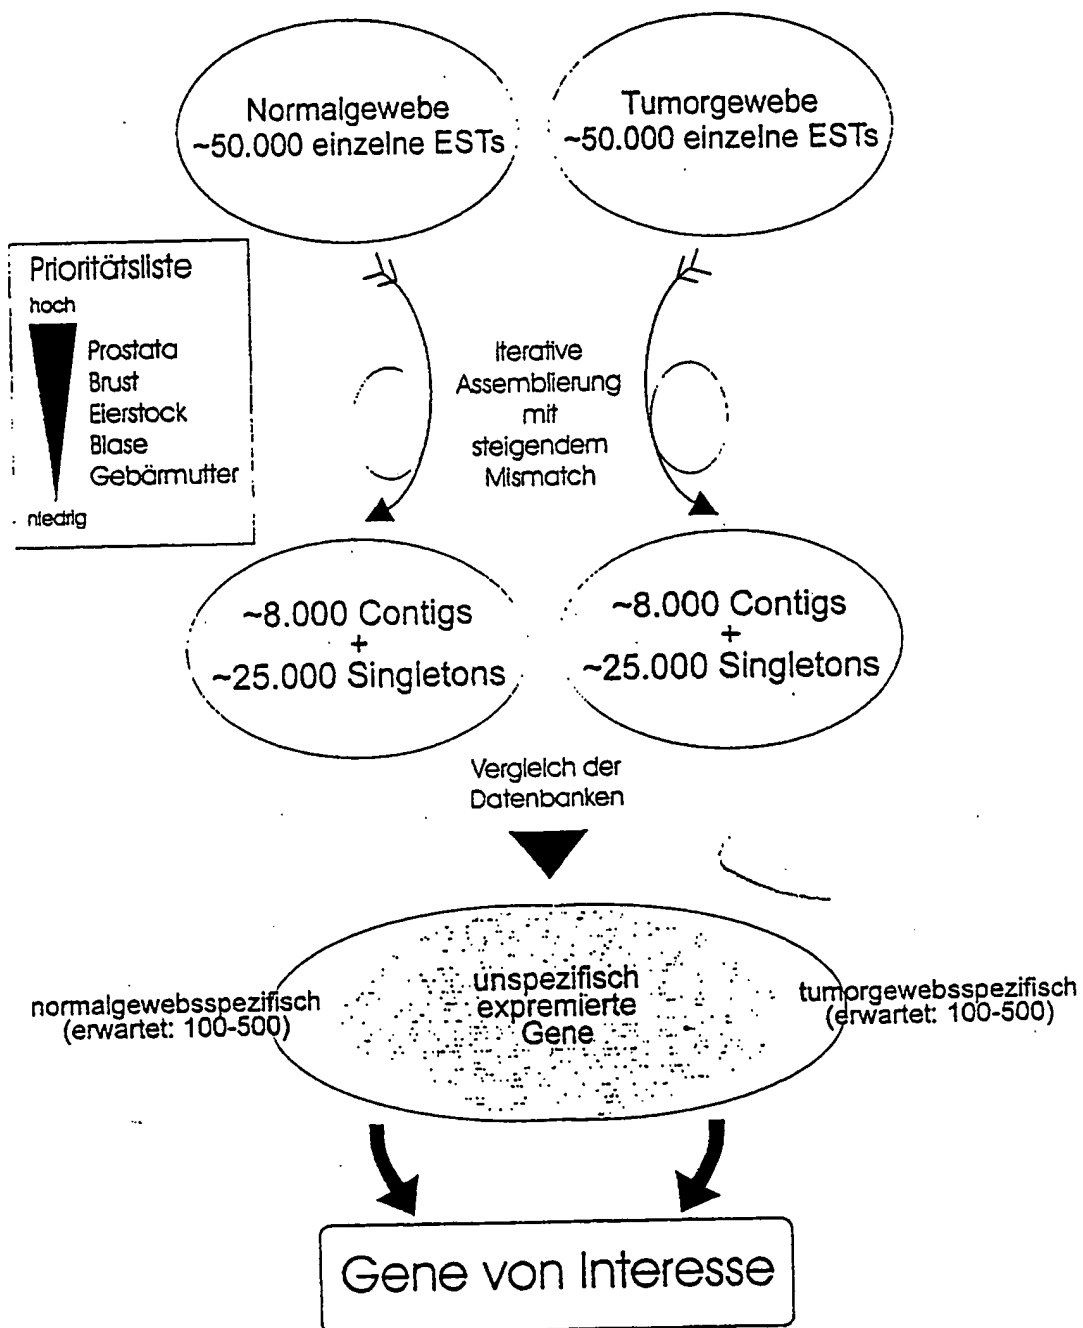 Normalgewebe
~50.000 einzelne ESTs
Tumorgewebe
~50.000 einzelne ESTs
Prioritätsliste
hoch
Prostata
Brust
Eierstock
Blase
Gebärmutter
niedrig
Iterative
Assemblierung
mit
steigendem
Mismatch
~8.000 Contigs
+
~25.000 Singletons
~8.000 Contigs
+
~25.000 Singletons
Vergleich der
Datenbanken
normalgewebsspezifisch
(erwartet: 100-500)
unspezifisch
expremierte
Gene
tumorgewebsspezifisch
(erwartet: 100-500)
Gene von Interesse